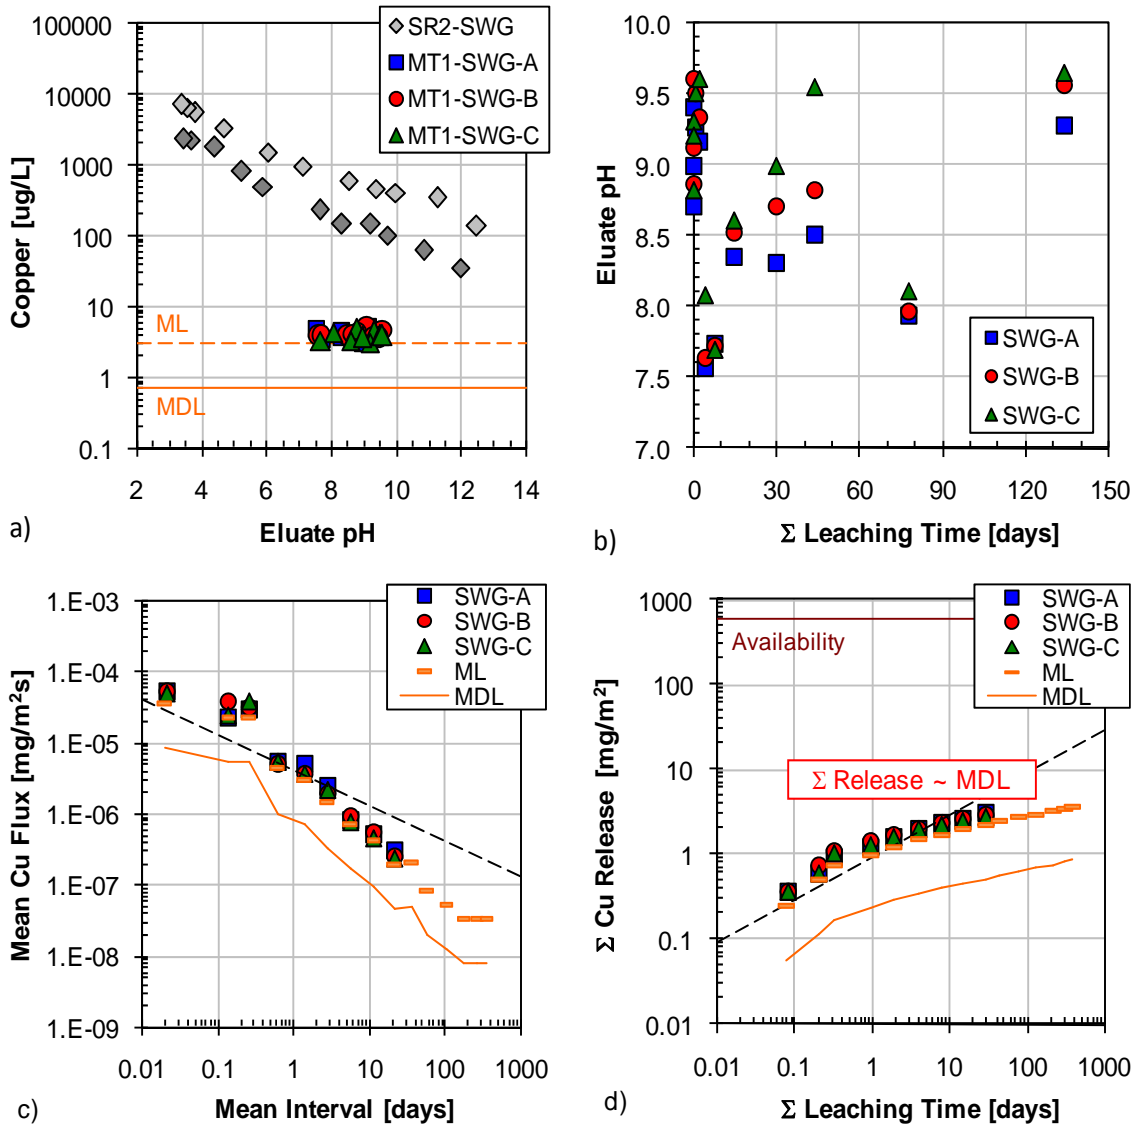 100000
10000
1000
100
10
1
0.1
Copper [ug/L]
SR2-SWG
MT1-SWG-A
MT1-SWG-B
MT1-SWG-C
ML
MDL
2 4 6 8 10 12 14
Eluate pH
a)
10.0
9.5
9.0
8.5
8.0
7.5
7.0
Eluate pH
SWG-A
SWG-B
SWG-C
0 30 60 90 120 150
Σ Leaching Time [days]
b)
1.E-03
1.E-04
1.E-05
1.E-06
1.E-07
1.E-08
1.E-09
Mean Cu Flux [mg/m²s]
SWG-A
SWG-B
SWG-C
ML
MDL
0.01 0.1 1 10 100 1000
Mean Interval [days]
c)
1000
100
10
1
0.1
0.01
Σ Cu Release [mg/m²]
SWG-A
SWG-B
SWG-C
ML
MDL
Availability
Σ Release ~ MDL
0.01 0.1 1 10 100 1000
Σ Leaching Time [days]
d)